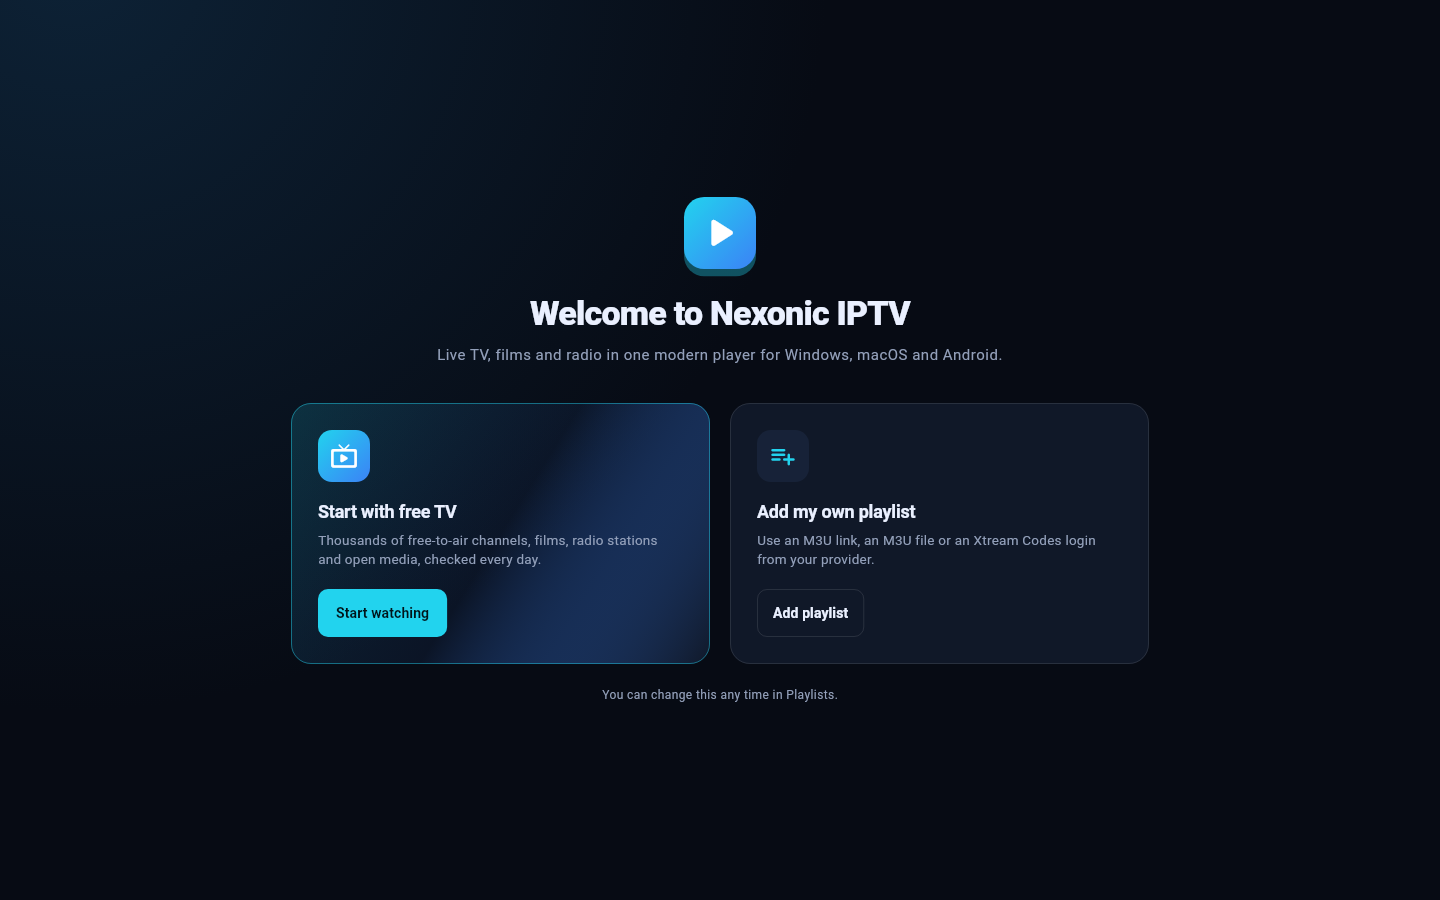 Welcome to Nexonic IPTV
Live TV, films and radio in one modern player for Windows, macOS and Android.
Start with free TV
Thousands of free-to-air channels, films, radio stations
and open media, checked every day.
Start watching
Add my own playlist
Use an M3U link, an M3U file or an Xtream Codes login
from your provider.
Add playlist
You can change this any time in Playlists.